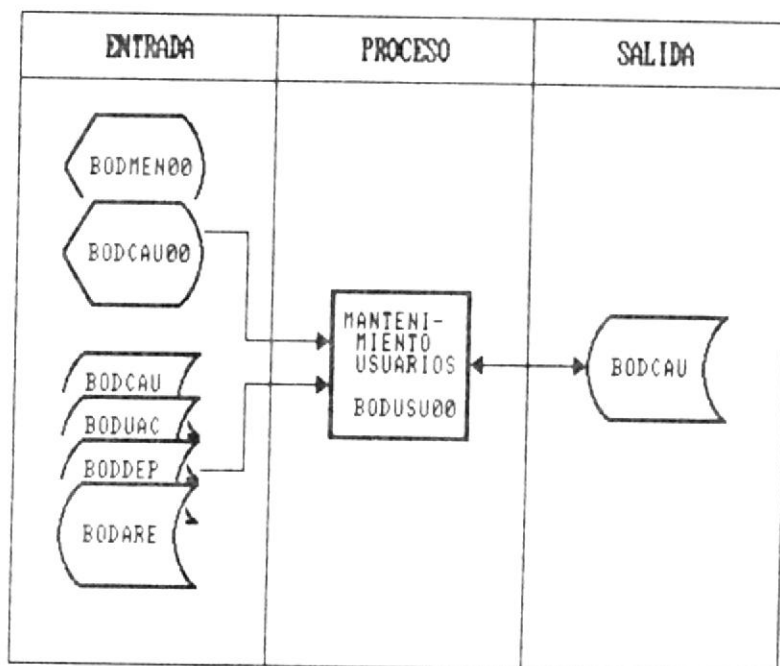 ENTRADA
PROCESO
SALIDA
BODMEN00
BODCAU00
BODCAU
BODUAC
BODDEP
BODARE
MANTENI-
MIENTO
USUARIOS
BODUSU00
BODCAU